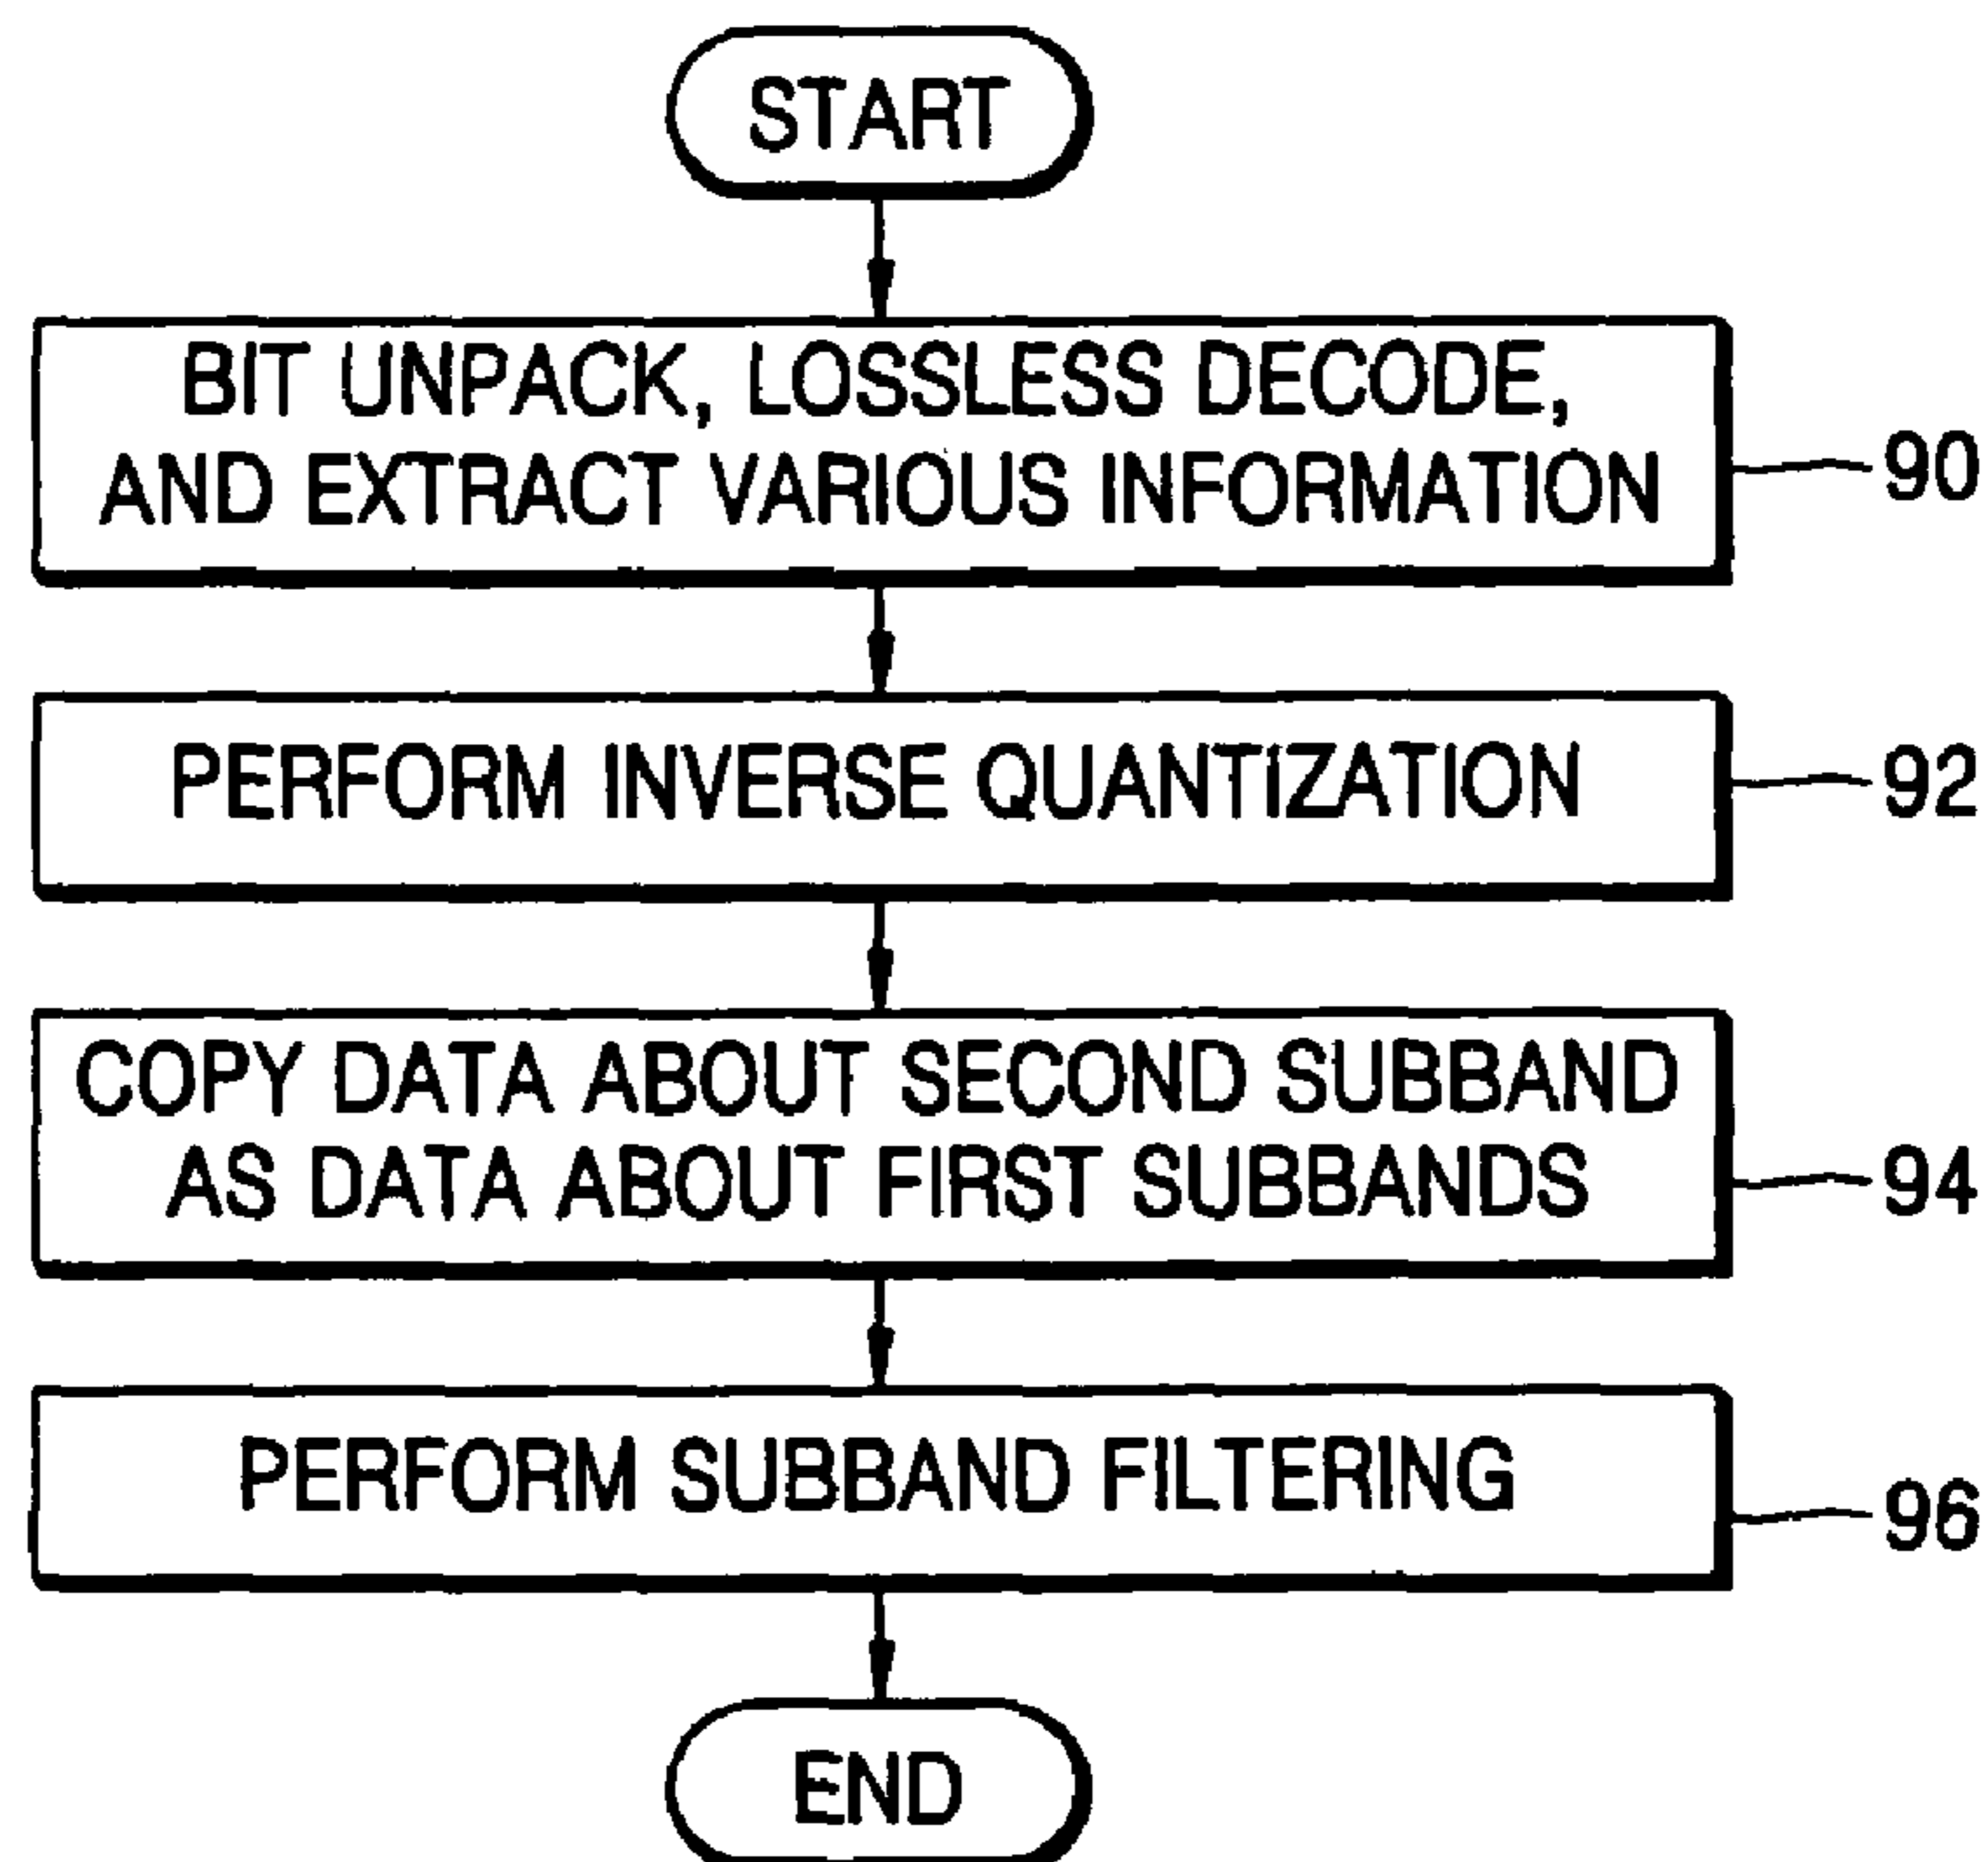 START
BIT UNPACK, LOSSLESS DECODE,
AND EXTRACT VARIOUS INFORMATION
90
PERFORM INVERSE QUANTIZATION
92
COPY DATA ABOUT SECOND SUBBAND
AS DATA ABOUT FIRST SUBBANDS
94
PERFORM SUBBAND FILTERING
96
END